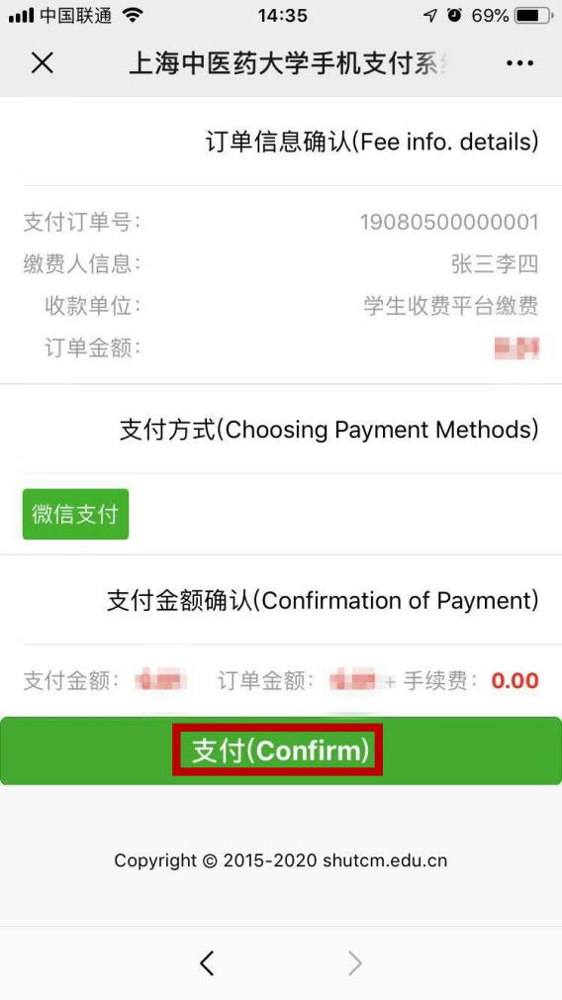 中国联通 14:35 69%
上海中医药大学手机支付系
订单信息确认(Fee info. details)
支付订单号: 19080500000001
缴费人信息: 张三李四
收款单位: 学生收费平台缴费
订单金额:
支付方式(Choosing Payment Methods)
微信支付
支付金额确认(Confirmation of Payment)
支付金额: 订单金额: + 手续费: 0.00
支付(Confirm)
Copyright © 2015-2020 shutcm.edu.cn